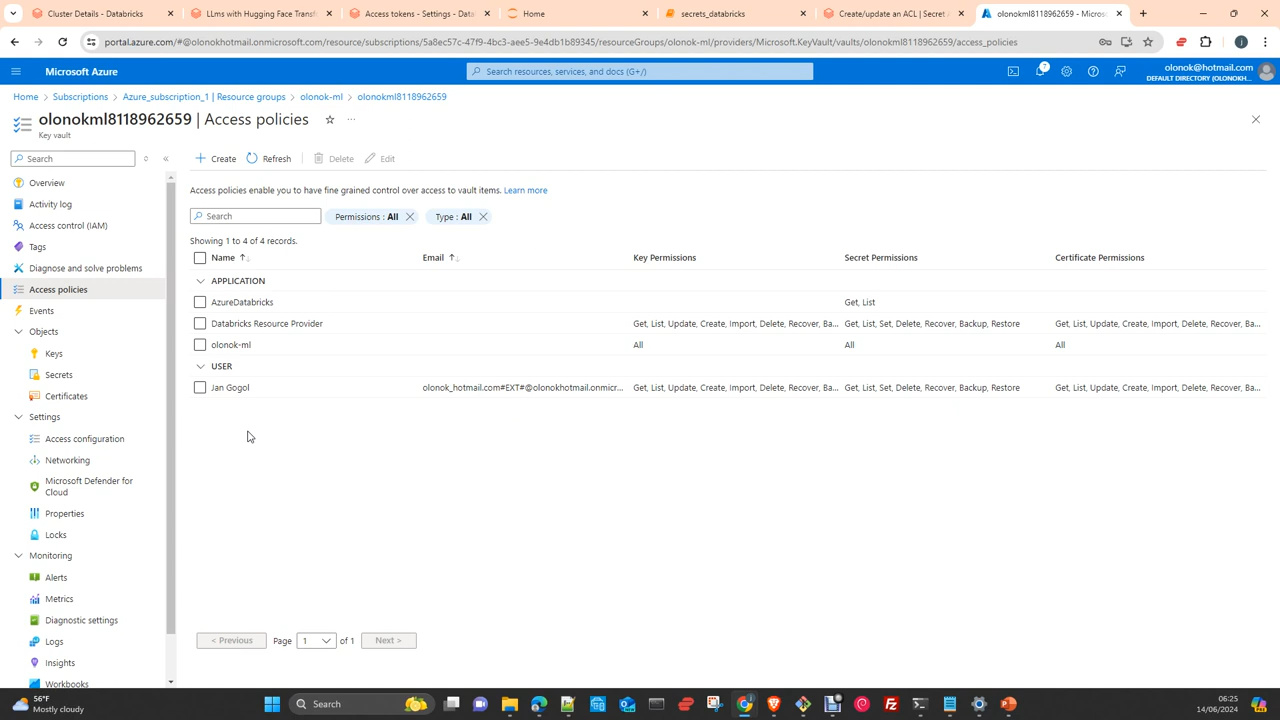 Cluster Details - Databricks
LLms with Hugging Face Transf
Access tokens - Settings - Data
Home
secrets_databricks
Create/update an ACL | Secret A
olonokml8118962659 - Microso
portal.azure.com/#@olonokhotmail.onmicrosoft.com/resource/subscriptions/5a8ec57c-47f9-4bc3-aee5-9e4db1b89345/resourceGroups/olonok-ml/providers/Microsoft.KeyVault/vaults/olonokml8118962659/access_policies
Microsoft Azure
Search resources, services, and docs (G+/)
7
olonok@hotmail.com
DEFAULT DIRECTORY (OLONOKH...
Home > Subscriptions > Azure_subscription_1 | Resource groups > olonok-ml > olonokml8118962659
olonokml8118962659 | Access policies
Key vault
Search
Overview
Activity log
Access control (IAM)
Tags
Diagnose and solve problems
Access policies
Events
Objects
Keys
Secrets
Certificates
Settings
Access configuration
Networking
Microsoft Defender for
Cloud
Properties
Locks
Monitoring
Alerts
Metrics
Diagnostic settings
Logs
Insights
Workbooks
Create Refresh Delete Edit
Access policies enable you to have fine grained control over access to vault items. Learn more
Search Permissions : All Type : All
Showing 1 to 4 of 4 records.
Name Email Key Permissions Secret Permissions Certificate Permissions
APPLICATION
AzureDatabricks Get, List
Databricks Resource Provider Get, List, Update, Create, Import, Delete, Recover, Ba... Get, List, Set, Delete, Recover, Backup, Restore Get, List, Update, Create, Import, Delete, Recover, Ba...
olonok-ml All All All
USER
Jan Gogol olonok_hotmail.com#EXT#@olonokhotmail.onmicr... Get, List, Update, Create, Import, Delete, Recover, Ba... Get, List, Set, Delete, Recover, Backup, Restore Get, List, Update, Create, Import, Delete, Recover, Ba...
< Previous Page 1 of 1 Next >
56°F
Mostly cloudy
Search
06:25
14/06/2024